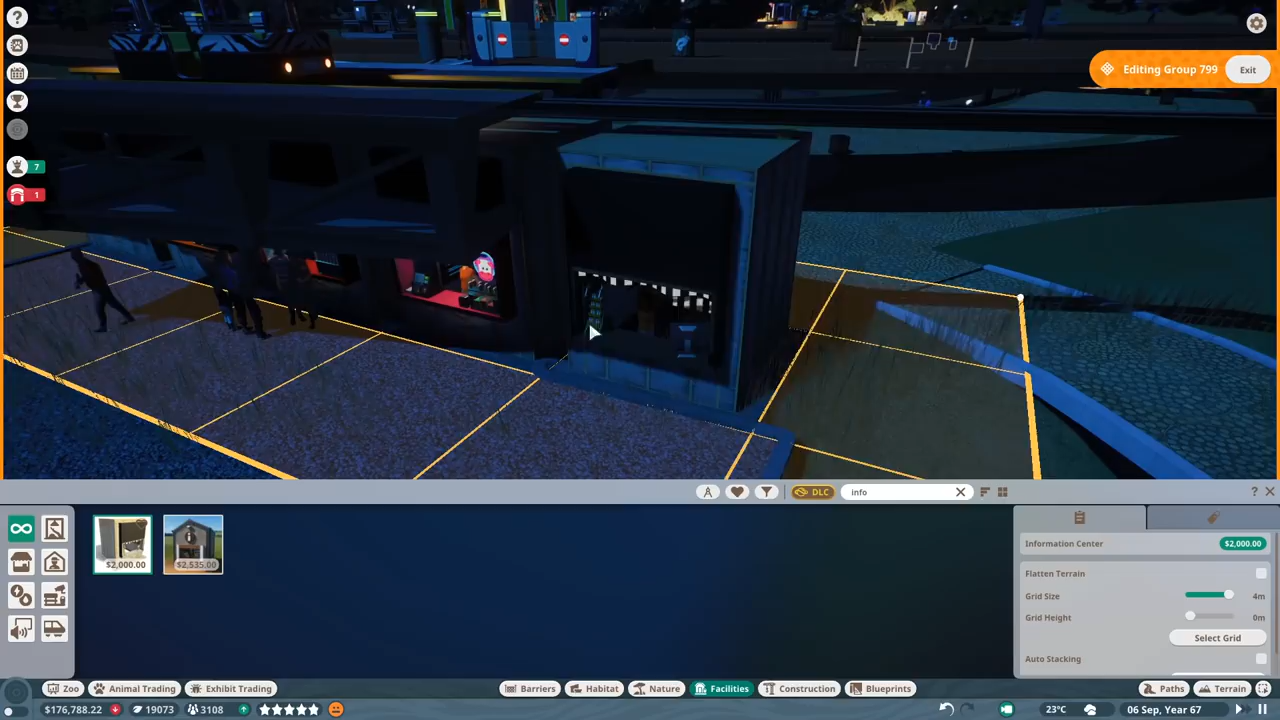 Editing Group 799
Exit
7
1
DLC
info
?
$2,000.00
$2,535.00
Information Center
$2,000.00
Flatten Terrain
Grid Size
4m
Grid Height
0m
Select Grid
Auto Stacking
Zoo
Animal Trading
Exhibit Trading
Barriers
Habitat
Nature
Facilities
Construction
Blueprints
Paths
Terrain
$176,788.22
19073
3108
23°C
06 Sep, Year 67